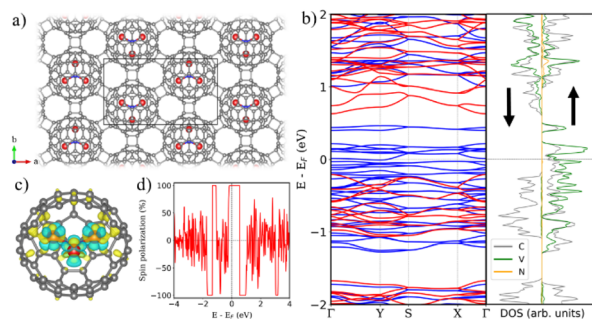 a)
b
a
c)
d)
Spin polarization (%)
100
50
0
-50
-100
-4
-2
0
2
4
E - E_F (eV)
b)
E - E_F (eV)
2
1
0
-1
-2
Γ
Y
S
X
Γ
C
V
N
DOS (arb. units)